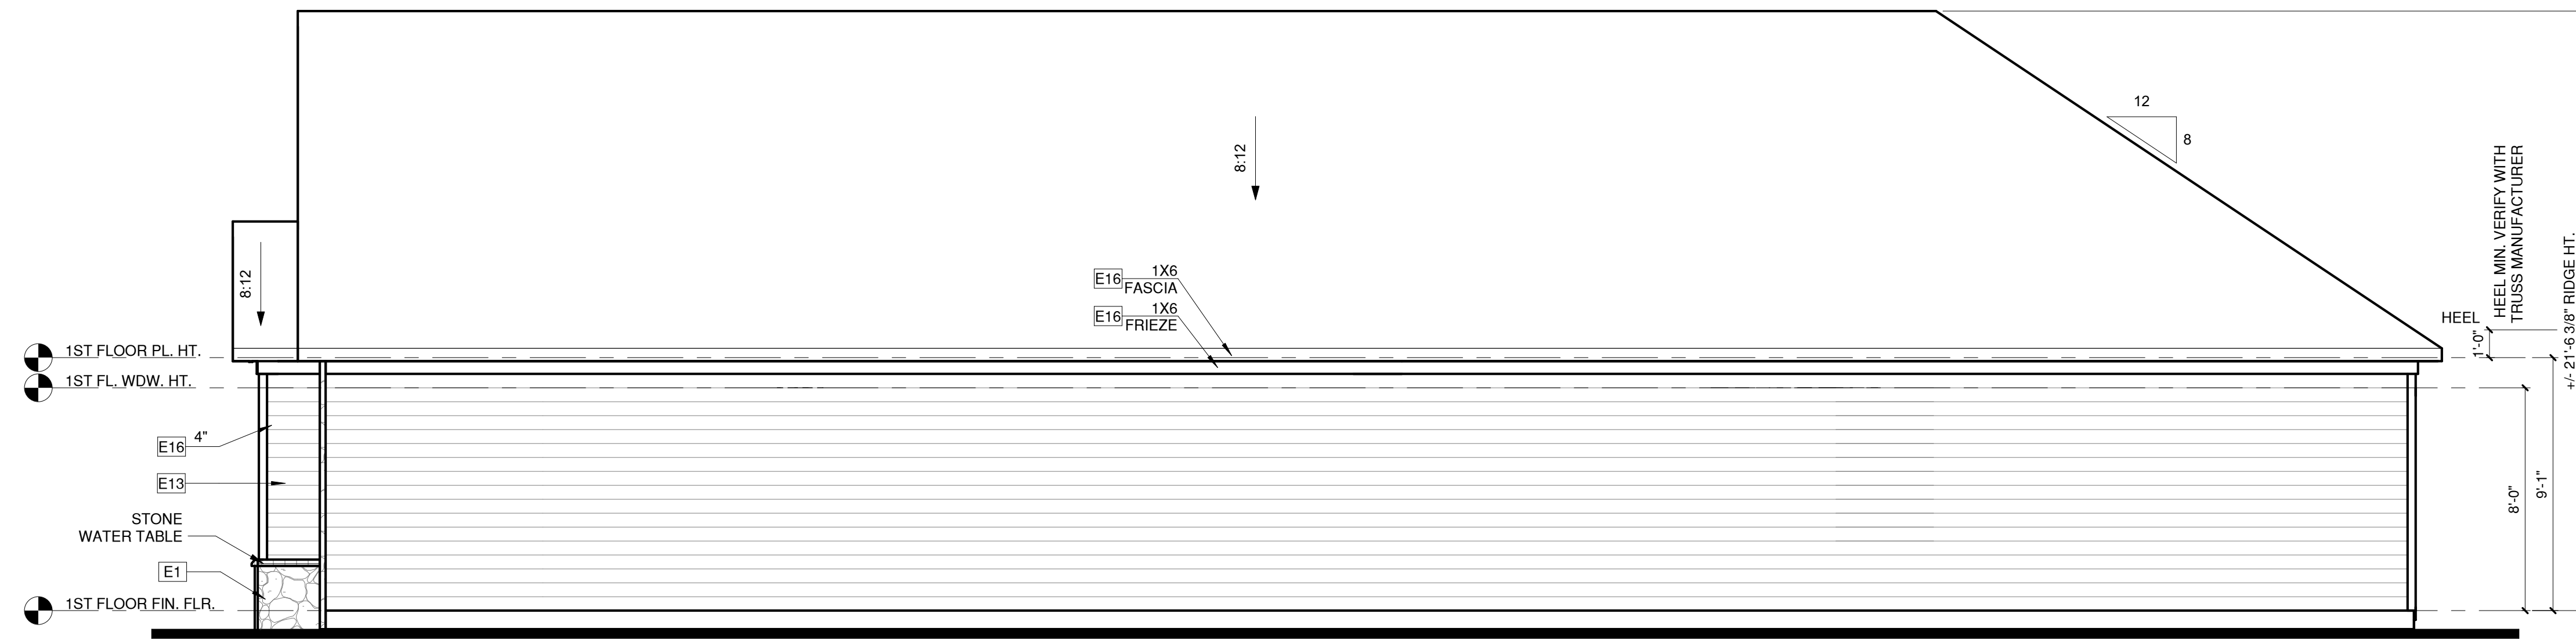 12
8
8:12
8:12
HEEL MIN. VERIFY WITH
TRUSS MANUFACTURER
+/- 21'-6 3/8" RIDGE HT.
E16 1X6
FASCIA
E16 1X6
FRIEZE
HEEL
1'-0"
1ST FLOOR PL. HT.
1ST FL. WDW. HT.
E16 4"
E13
8'-0"
9'-1"
STONE
WATER TABLE
E1
1ST FLOOR FIN. FLR.